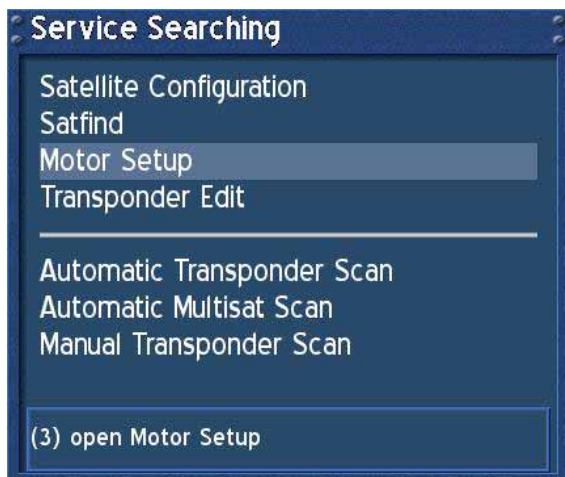 Service Searching
Satellite Configuration
Satfind
Motor Setup
Transponder Edit
Automatic Transponder Scan
Automatic Multisat Scan
Manual Transponder Scan
(3) open Motor Setup